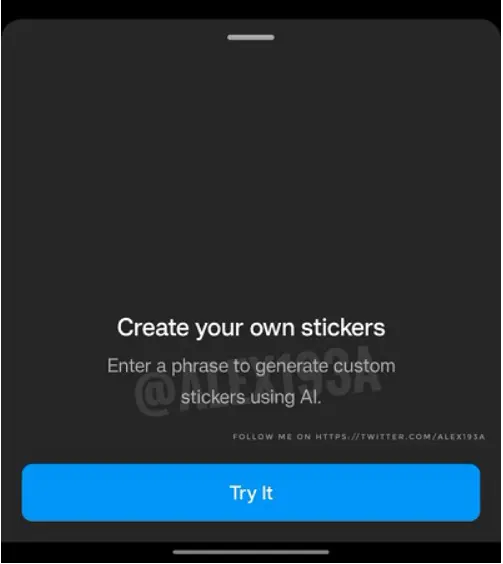 Create your own stickers
Enter a phrase to generate custom
stickers using AI.
@ALEX193A
FOLLOW ME ON HTTPS://TWITTER.COM/ALEX193A
Try It